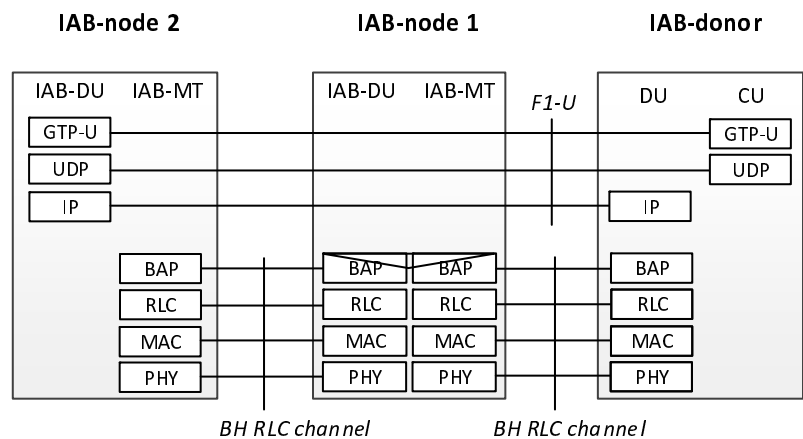 IAB-node 2 IAB-node 1 IAB-donor
IAB-DU IAB-MT IAB-DU IAB-MT F1-U DU CU
GTP-U GTP-U
UDP UDP
IP IP
BAP BAP BAP BAP
RLC RLC RLC RLC
MAC MAC MAC MAC
PHY PHY PHY PHY
BH RLC channel BH RLC channel